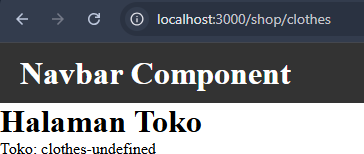 localhost:3000/shop/clothes
Navbar Component
Halaman Toko
Toko: clothes-undefined